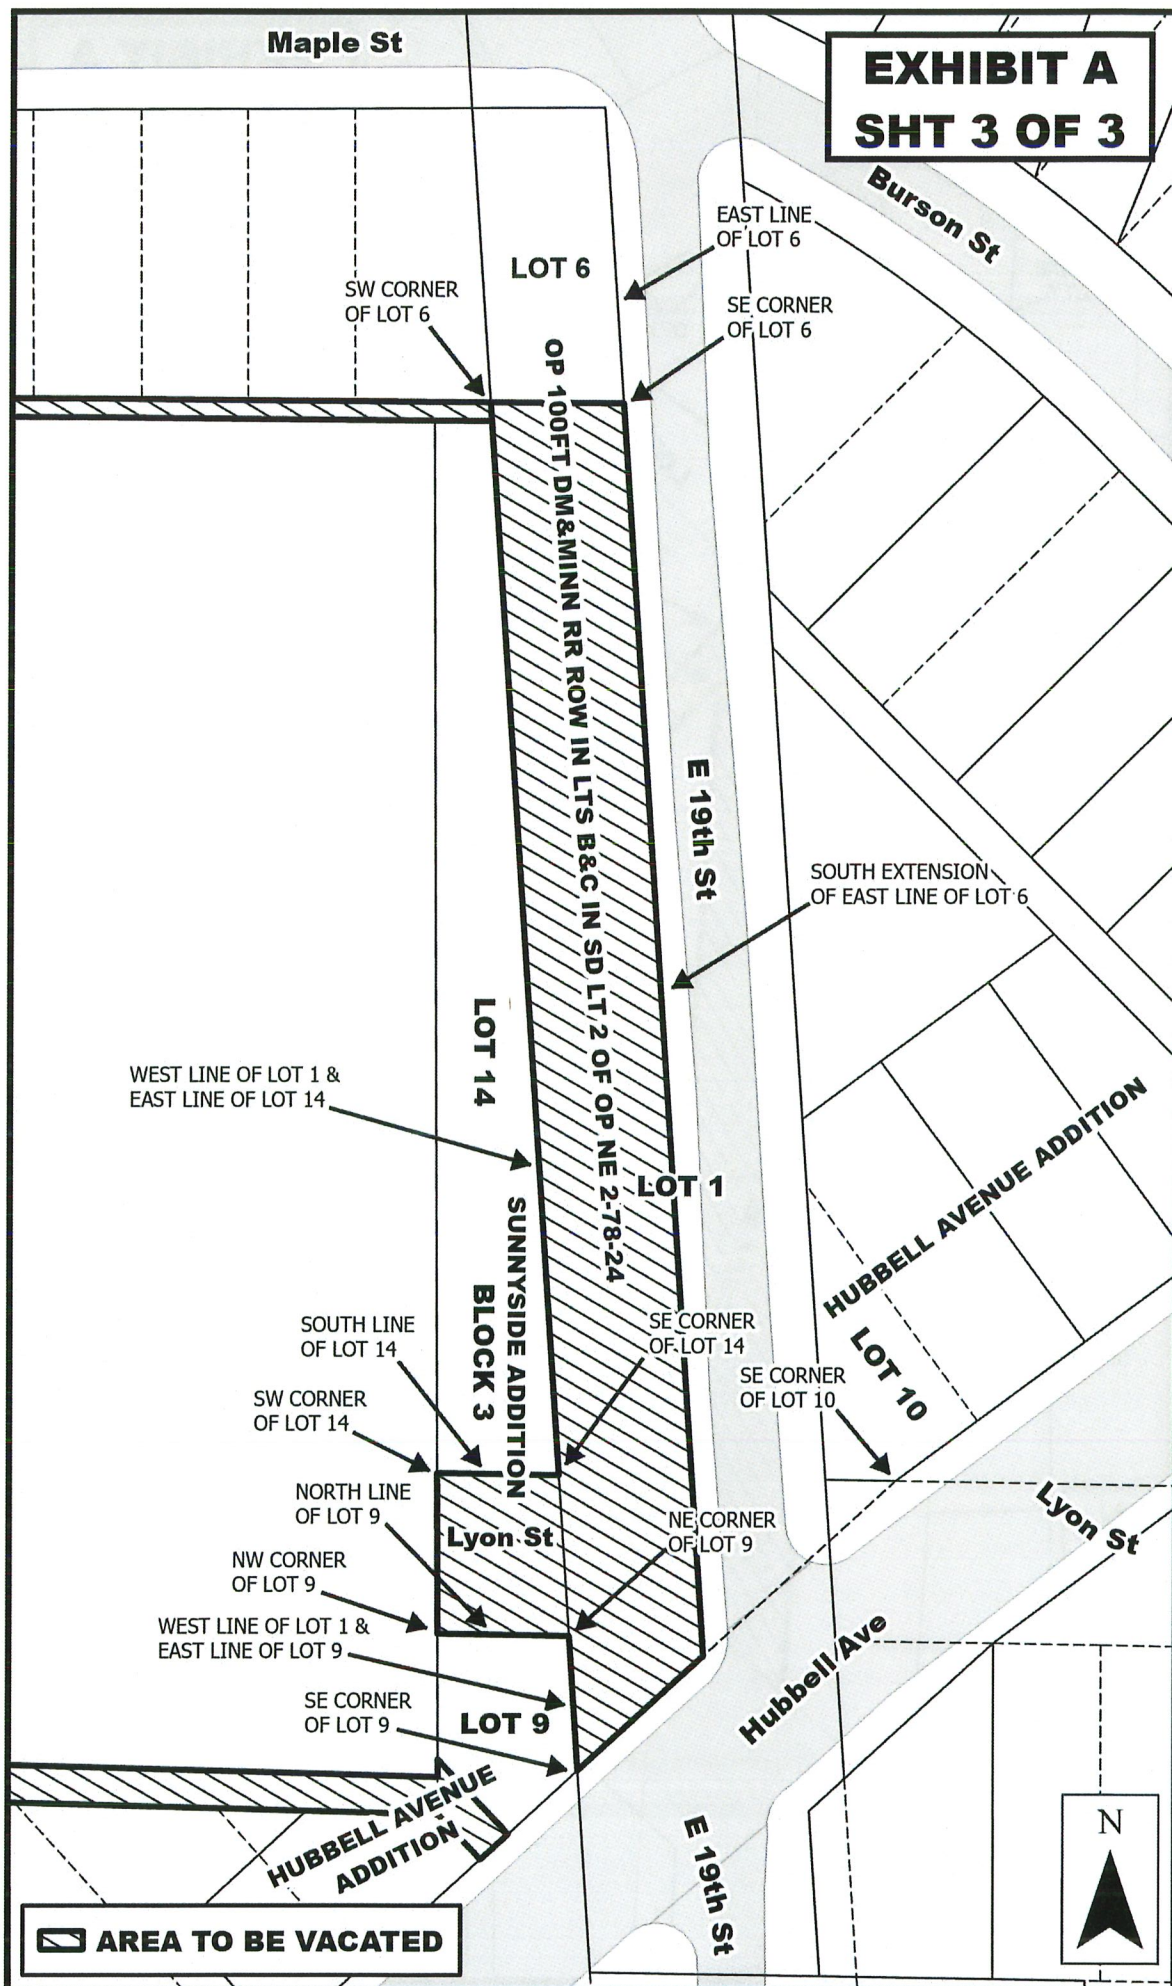 Maple St
EXHIBIT A
SHT 3 OF 3
Burson St
EAST LINE
OF LOT 6
LOT 6
SW CORNER
OF LOT 6
SE CORNER
OF LOT 6
OP 100FT DM&MINN RR ROW IN LTS B&C IN SD LT 2 OF OP NE 2-78-24
E 19th St
SOUTH EXTENSION
OF EAST LINE OF LOT 6
LOT 14
WEST LINE OF LOT 1 &
EAST LINE OF LOT 14
LOT 1
HUBBELL AVENUE ADDITION
SUNNYSIDE ADDITION
BLOCK 3
SOUTH LINE
OF LOT 14
SE CORNER
OF LOT 14
LOT 10
SE CORNER
OF LOT 10
SW CORNER
OF LOT 14
NORTH LINE
OF LOT 9
Lyon St
NE CORNER
OF LOT 9
Lyon St
NW CORNER
OF LOT 9
WEST LINE OF LOT 1 &
EAST LINE OF LOT 9
Hubbell Ave
SE CORNER
OF LOT 9
LOT 9
HUBBELL AVENUE
ADDITION
E 19th St
N
AREA TO BE VACATED